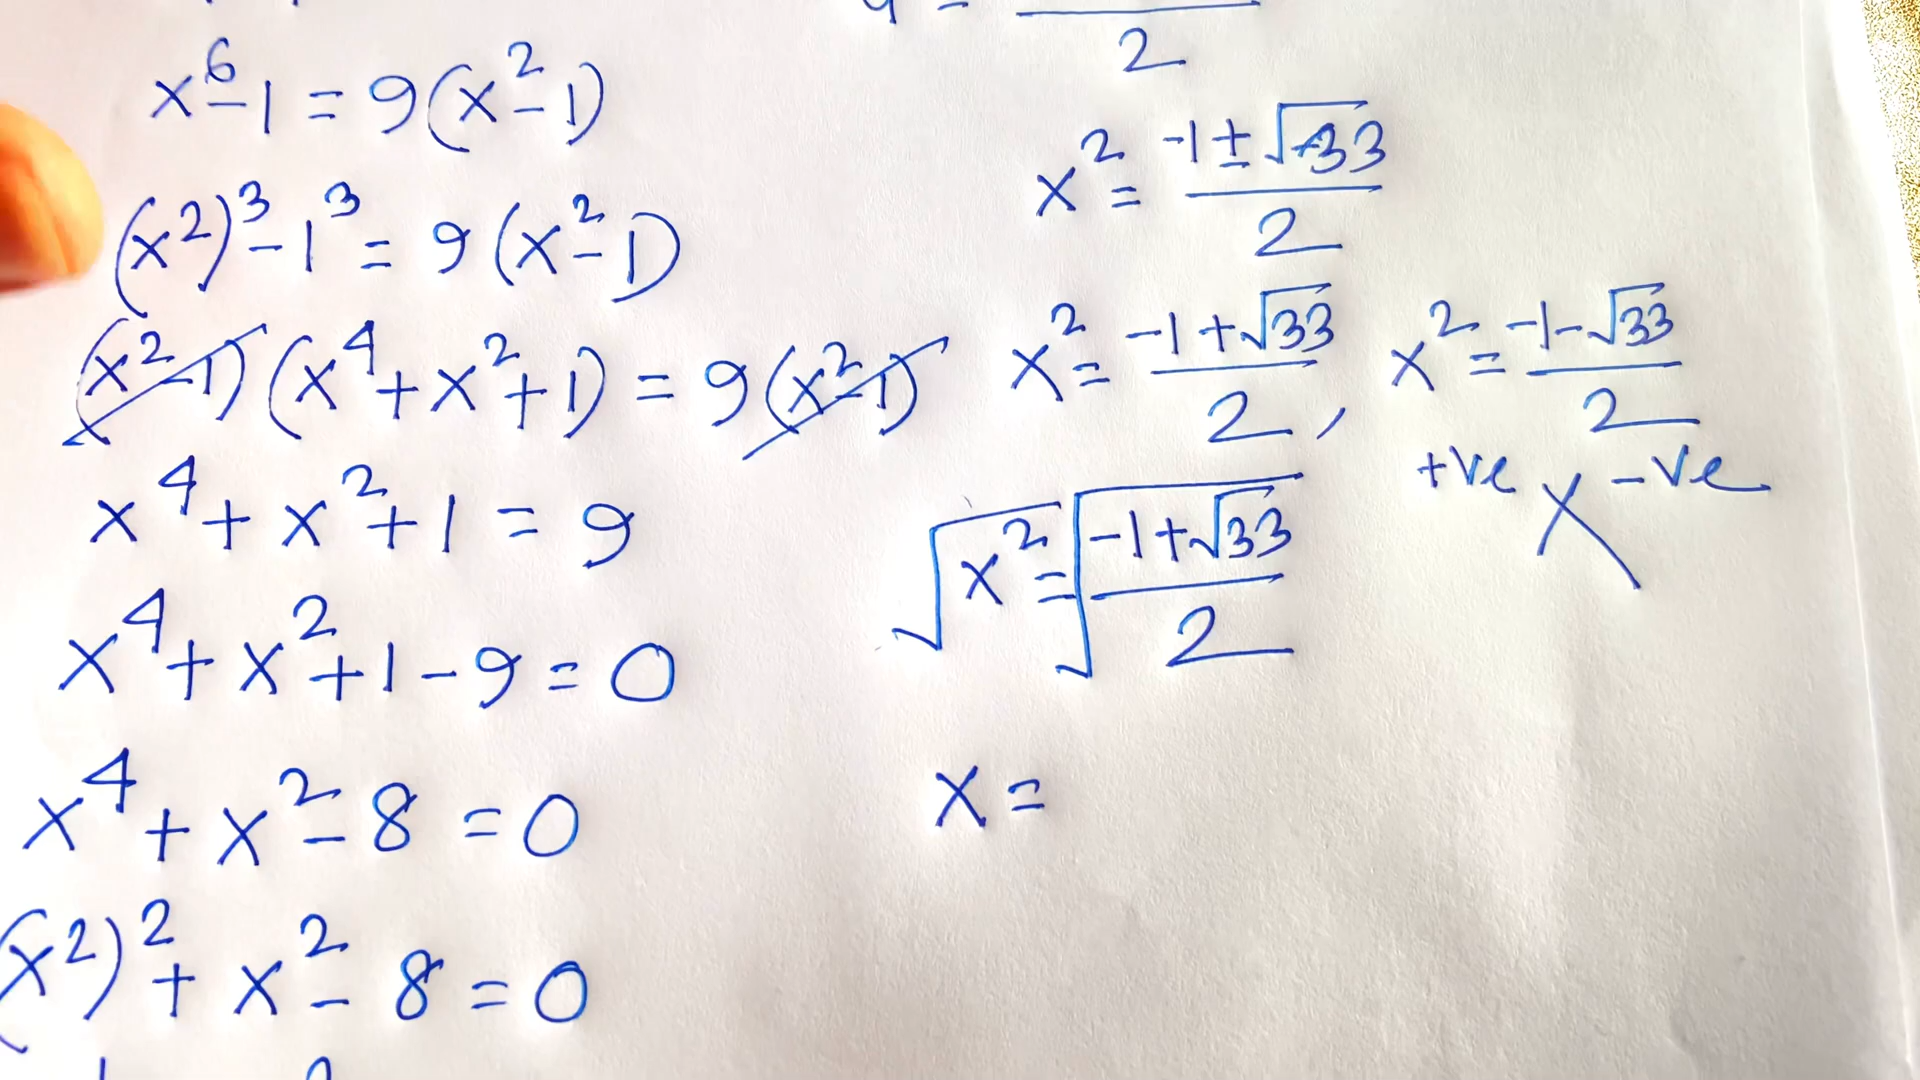 x⁶-1 = 9(x²-1)
(x²)³-1³ = 9(x²-1)
(x²-1)(x⁴+x²+1) = 9(x²-1)
x⁴+x²+1 = 9
x⁴+x²+1-9=0
x⁴+x²-8=0
(x²)²+x²-8=0
2
x² = (-1±√33)/2
x² = (-1+√33)/2, x² = (-1-√33)/2
+ve x -ve
√x² = √((-1+√33)/2)
x =